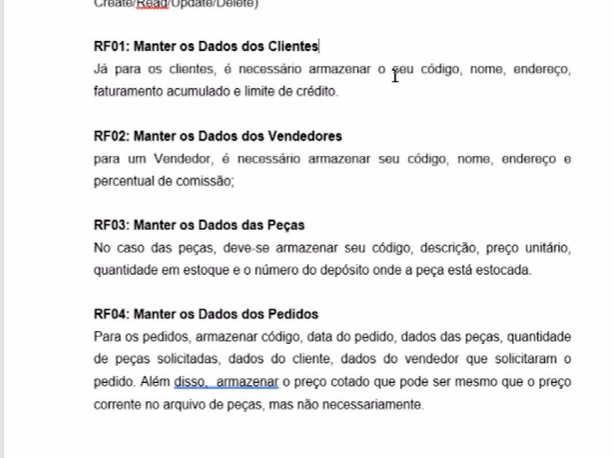 Create/Read/Update/Delete)
RF01: Manter os Dados dos Clientes
Já para os clientes, é necessário armazenar o seu código, nome, endereço,
faturamento acumulado e limite de crédito.
RF02: Manter os Dados dos Vendedores
para um Vendedor, é necessário armazenar seu código, nome, endereço e
percentual de comissão;
RF03: Manter os Dados das Peças
No caso das peças, deve-se armazenar seu código, descrição, preço unitário,
quantidade em estoque e o número do depósito onde a peça está estocada.
RF04: Manter os Dados dos Pedidos
Para os pedidos, armazenar código, data do pedido, dados das peças, quantidade
de peças solicitadas, dados do cliente, dados do vendedor que solicitaram o
pedido. Além disso, armazenar o preço cotado que pode ser mesmo que o preço
corrente no arquivo de peças, mas não necessariamente.